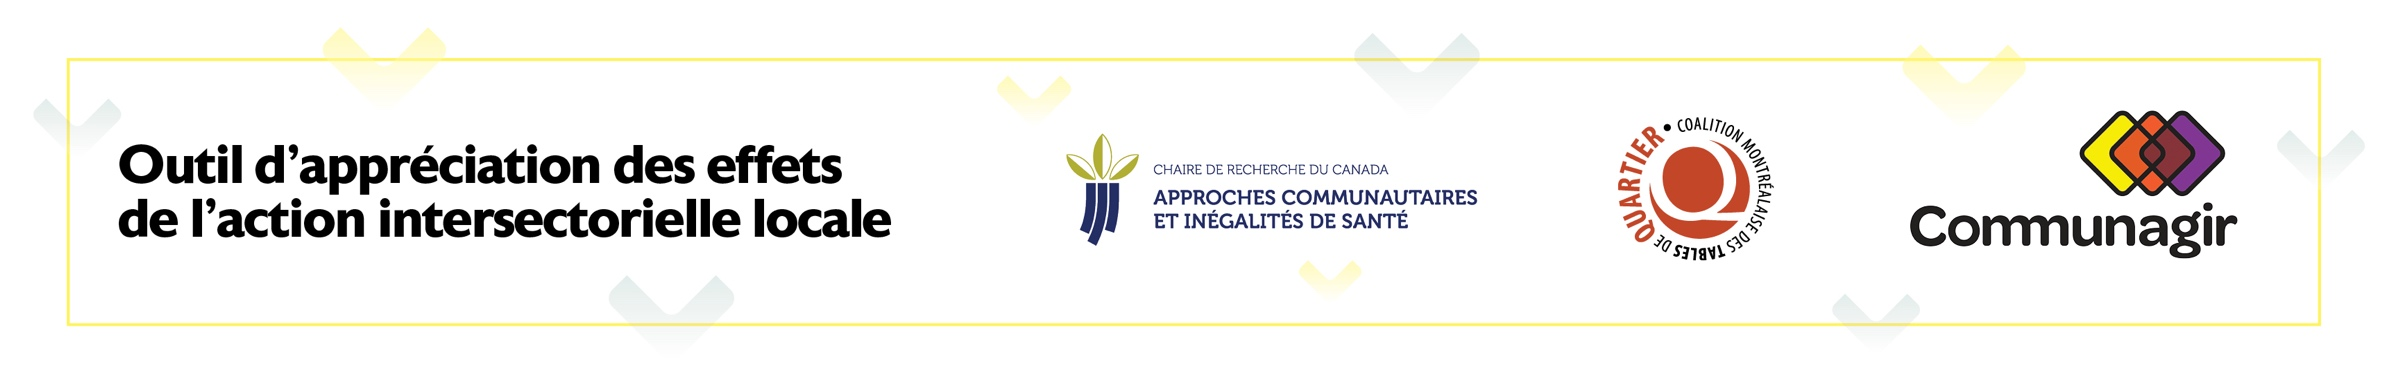 Outil d’appréciation des effets
de l’action intersectorielle locale
CHAIRE DE RECHERCHE DU CANADA
APPROCHES COMMUNAUTAIRES
ET INÉGALITÉS DE SANTÉ
COALITION MONTRÉALAISE DES TABLES DE QUARTIER •
Communagir